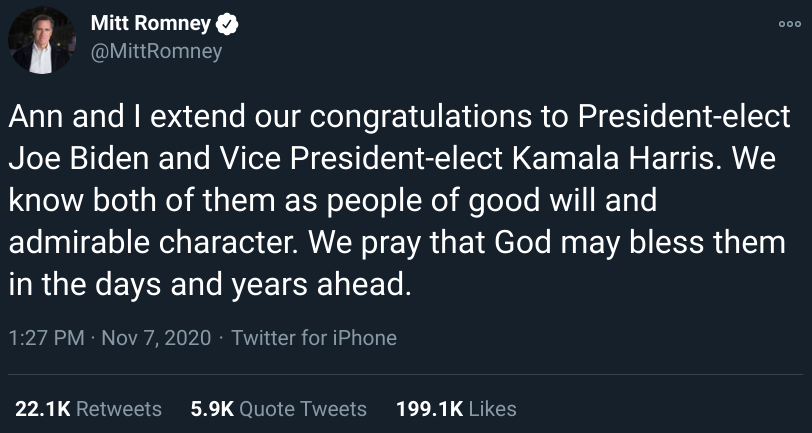 Mitt Romney
@MittRomney
Ann and I extend our congratulations to President-elect
Joe Biden and Vice President-elect Kamala Harris. We
know both of them as people of good will and
admirable character. We pray that God may bless them
in the days and years ahead.
1:27 PM · Nov 7, 2020 · Twitter for iPhone
22.1K Retweets 5.9K Quote Tweets 199.1K Likes